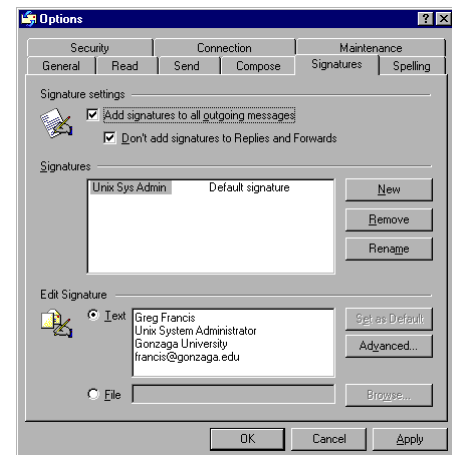 Options
Security Connection Maintenance
General Read Send Compose Signatures Spelling
Signature settings
Add signatures to all outgoing messages
Don't add signatures to Replies and Forwards
Signatures
Unix Sys Admin Default signature
New
Remove
Rename
Edit Signature
Text
Greg Francis
Unix System Administrator
Gonzaga University
francis@gonzaga.edu
Set as Default
Advanced...
File
Browse...
OK Cancel Apply